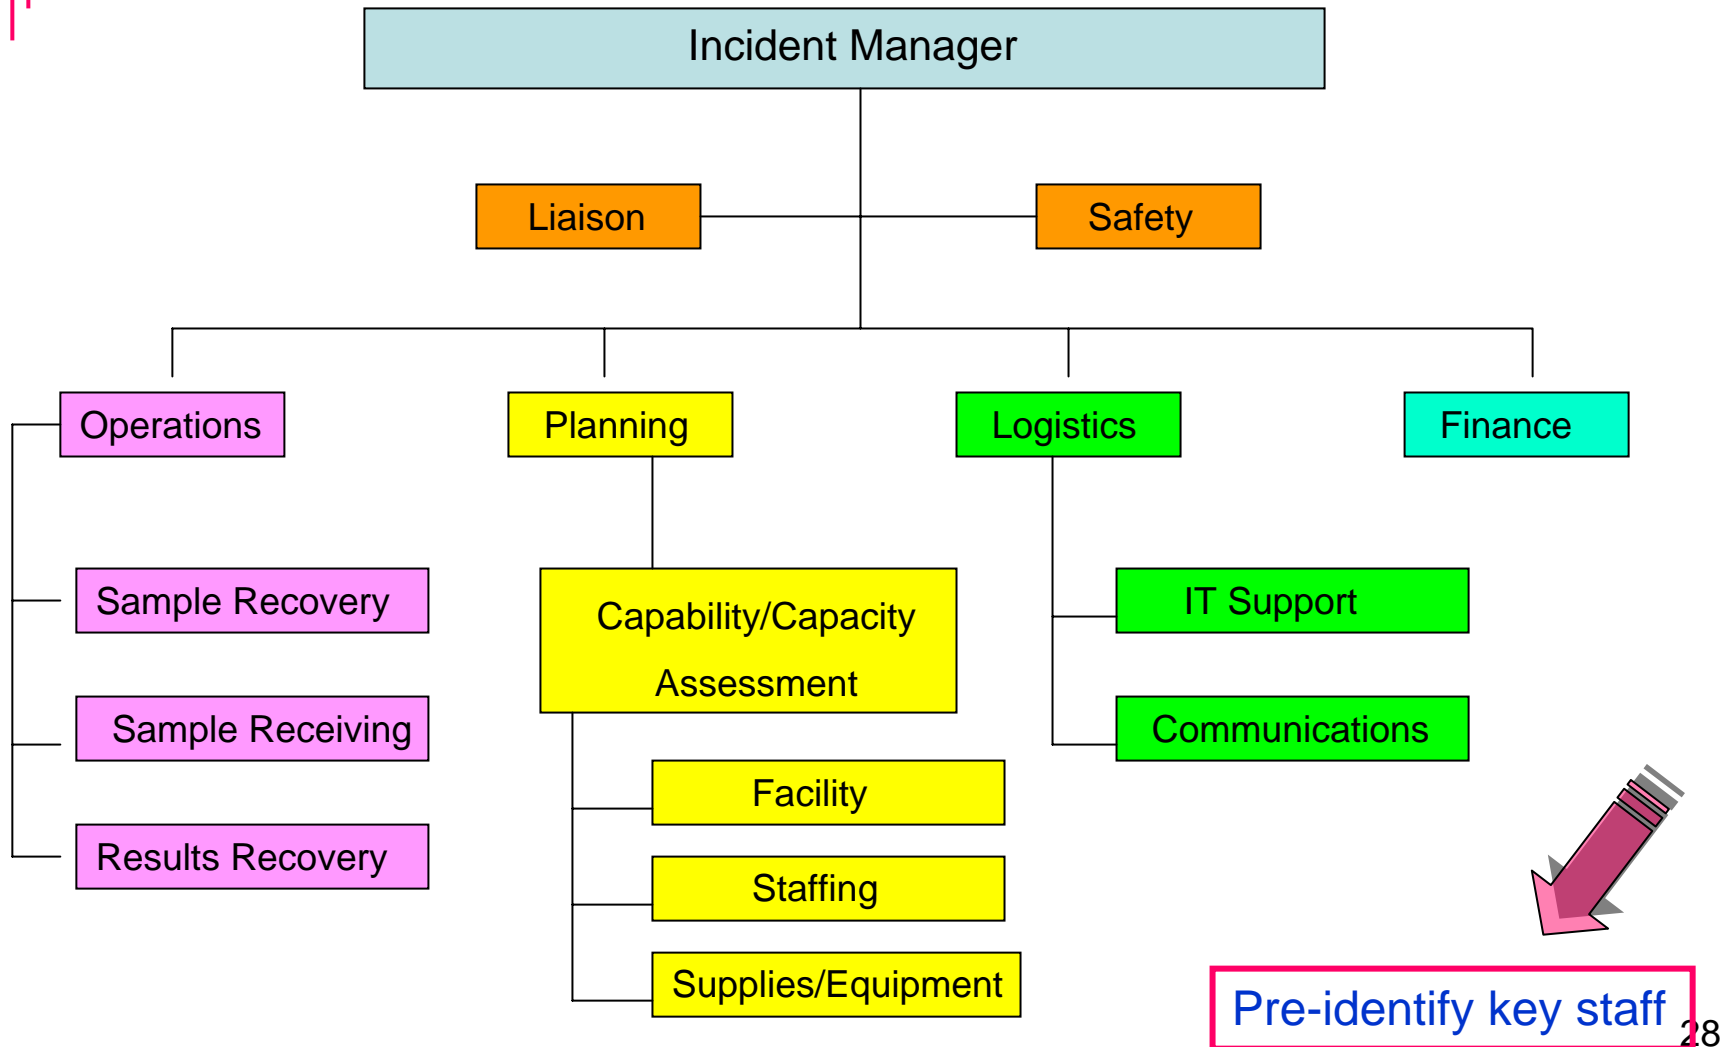 Incident Manager
Liaison
Safety
Operations
Planning
Logistics
Finance
Sample Recovery
Sample Receiving
Results Recovery
Capability/Capacity
Assessment
Facility
Staffing
Supplies/Equipment
IT Support
Communications
Pre-identify key staff
28